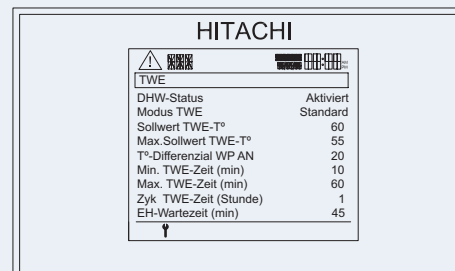 HITACHI
TWE
DHW-Status Aktiviert
Modus TWE Standard
Sollwert TWE-Tº 60
Max.Sollwert TWE-Tº 55
Tº-Differenzial WP AN 20
Min. TWE-Zeit (min) 10
Max. TWE-Zeit (min) 60
Zyk TWE-Zeit (Stunde) 1
EH-Wartezeit (min) 45